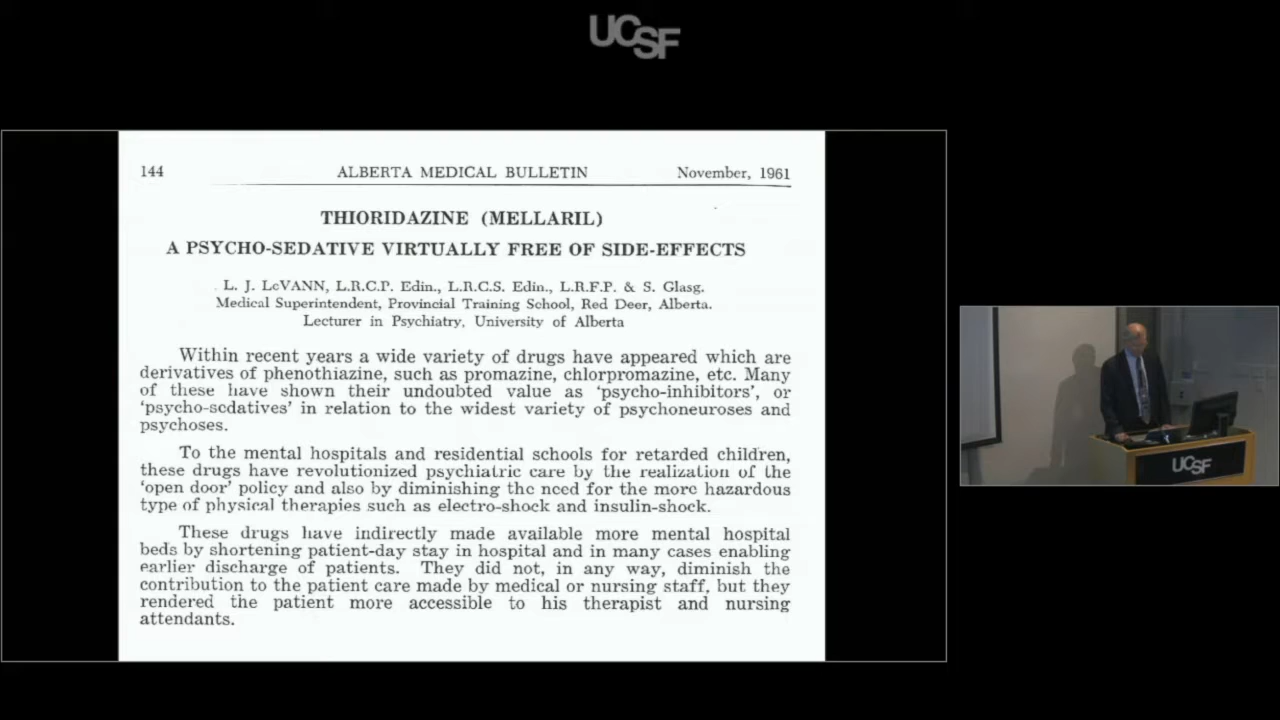 UCSF
144 ALBERTA MEDICAL BULLETIN November, 1961
THIORIDAZINE (MELLARIL)
A PSYCHO-SEDATIVE VIRTUALLY FREE OF SIDE-EFFECTS
L. J. LeVANN, L.R.C.P. Edin., L.R.C.S. Edin., L.R.F.P. & S. Glasg.
Medical Superintendent, Provincial Training School, Red Deer, Alberta.
Lecturer in Psychiatry, University of Alberta
Within recent years a wide variety of drugs have appeared which are
derivatives of phenothiazine, such as promazine, chlorpromazine, etc. Many
of these have shown their undoubted value as 'psycho-inhibitors', or
'psycho-sedatives' in relation to the widest variety of psychoneuroses and
psychoses.
To the mental hospitals and residential schools for retarded children,
these drugs have revolutionized psychiatric care by the realization of the
'open door' policy and also by diminishing the need for the more hazardous
type of physical therapies such as electro-shock and insulin-shock.
These drugs have indirectly made available more mental hospital
beds by shortening patient-day stay in hospital and in many cases enabling
earlier discharge of patients. They did not, in any way, diminish the
contribution to the patient care made by medical or nursing staff, but they
rendered the patient more accessible to his therapist and nursing
attendants.
UCSF